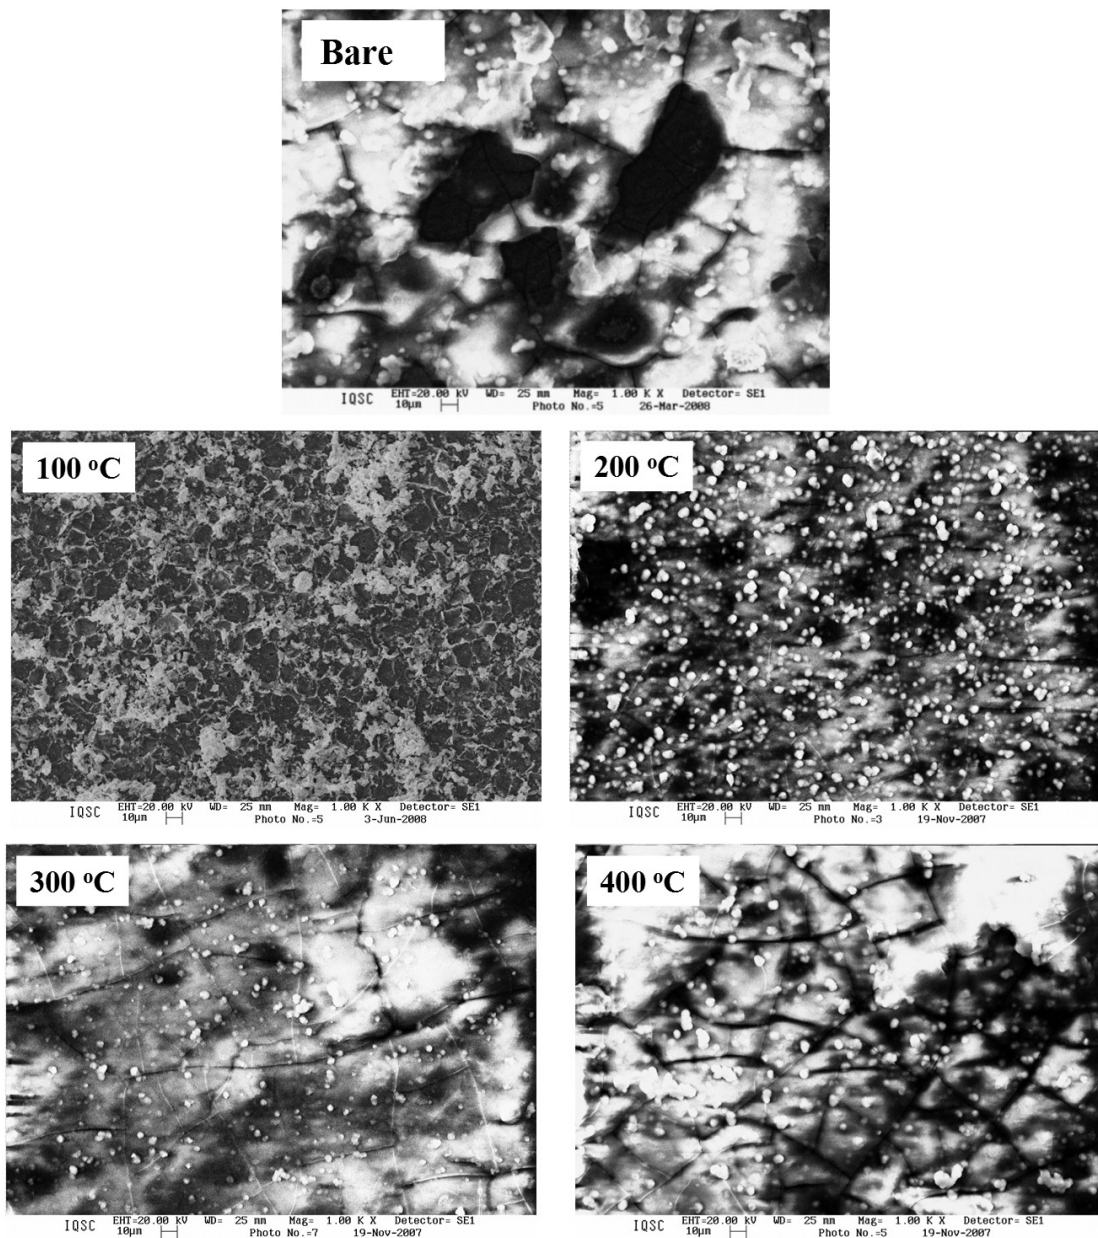 Bare
IQSC EHT=20.00 kV WD= 25 mm Mag= 1.00 K X Detector= SE1
10µm Photo No.=5 26-Mar-2008
100 °C
200 °C
IQSC EHT=20.00 kV WD= 25 mm Mag= 1.00 K X Detector= SE1
10µm Photo No.=5 3-Jun-2008
IQSC EHT=20.00 kV WD= 25 mm Mag= 1.00 K X Detector= SE1
10µm Photo No.=3 19-Nov-2007
300 °C
400 °C
IQSC EHT=20.00 kV WD= 25 mm Mag= 1.00 K X Detector= SE1
10µm Photo No.=7 19-Nov-2007
IQSC EHT=20.00 kV WD= 25 mm Mag= 1.00 K X Detector= SE1
10µm Photo No.=5 19-Nov-2007